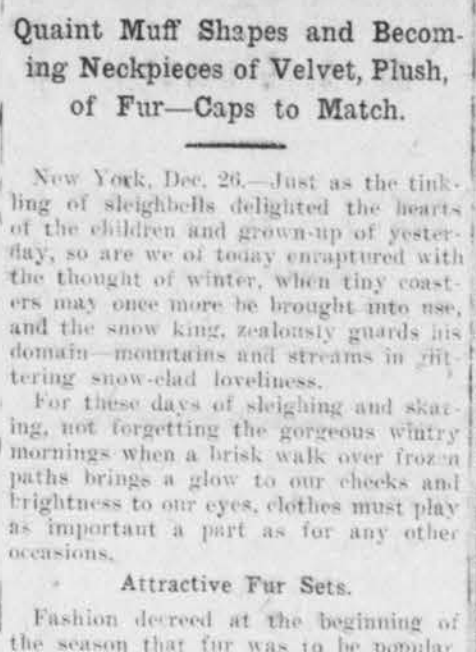 Quaint Muff Shapes and Becom-
ing Neckpieces of Velvet, Plush,
of Fur—Caps to Match.
New York, Dec. 26.—Just as the tink-
ling of sleighbells delighted the hearts
of the children and grown-up of yester-
day, so are we of today enraptured with
the thought of winter, when tiny coast-
ers may once more be brought into use,
and the snow king, zealously guards his
domain—mountains and streams in glit-
tering snow-clad loveliness.
For these days of sleighing and skat-
ing, not forgetting the gorgeous wintry
mornings when a brisk walk over frozen
paths brings a glow to our cheeks and
brightness to our eyes, clothes must play
as important a part as for any other
occasions.
Attractive Fur Sets.
Fashion decreed at the beginning of
the season that fur was to be popular